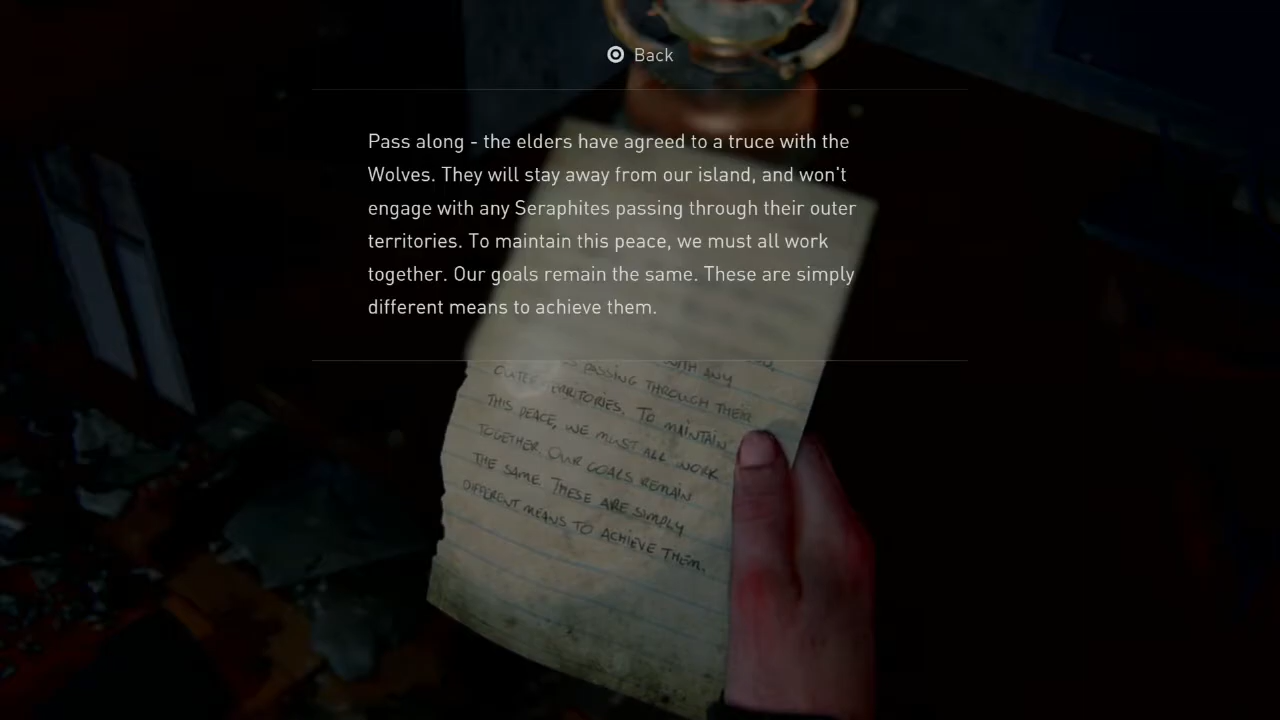 Back
Pass along - the elders have agreed to a truce with the
Wolves. They will stay away from our island, and won't
engage with any Seraphites passing through their outer
territories. To maintain this peace, we must all work
together. Our goals remain the same. These are simply
different means to achieve them.
WITH ANY
PASSING THROUGH THEIR
OUTER TERRITORIES. TO MAINTAIN
THIS PEACE, WE MUST ALL WORK
TOGETHER. OUR GOALS REMAIN
THE SAME. THESE ARE SIMPLY
DIFFERENT MEANS TO ACHIEVE THEM.